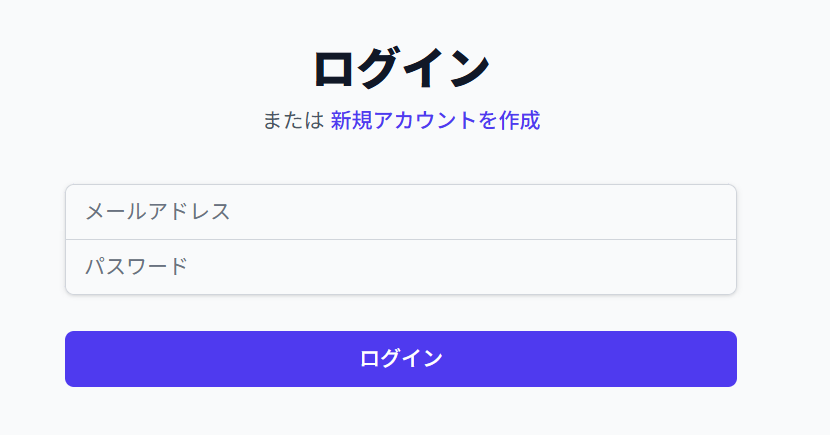 ログイン
または 新規アカウントを作成
メールアドレス
パスワード
ログイン